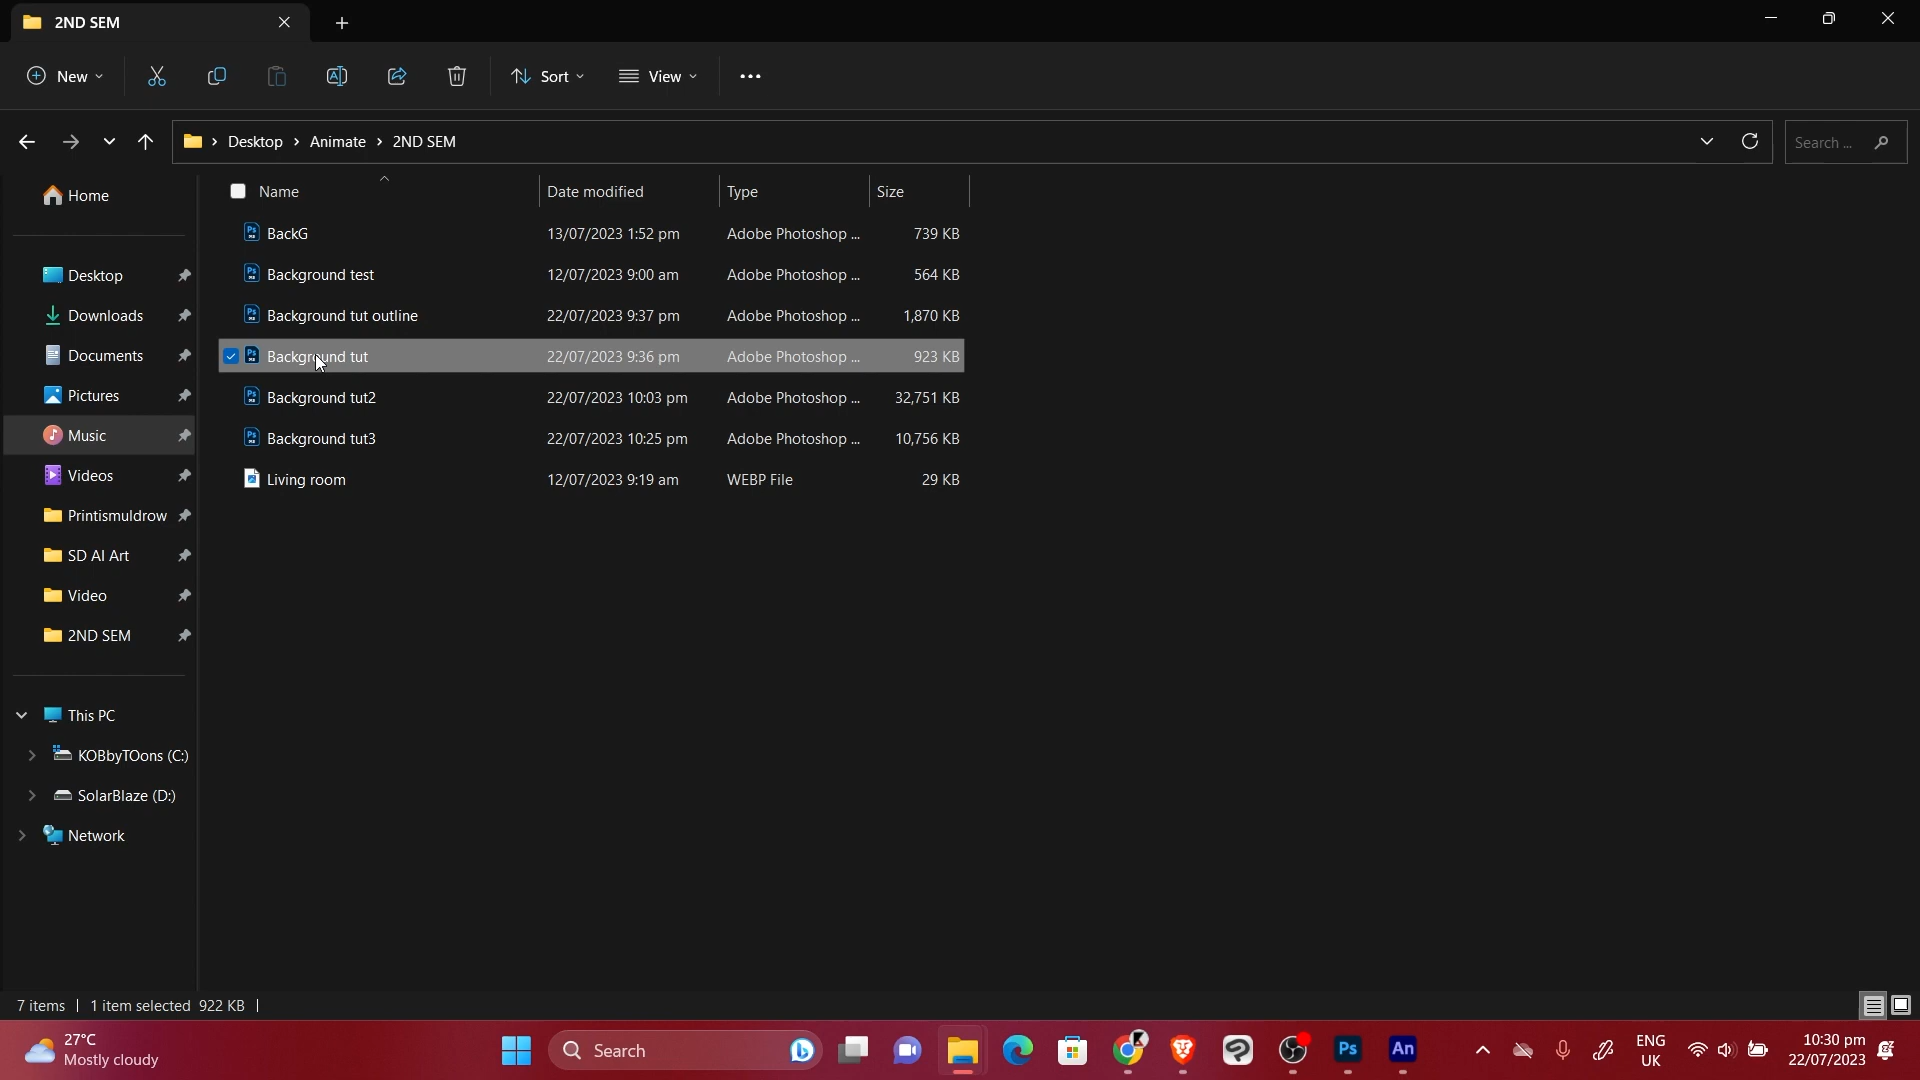 2ND SEM
New
Sort
View
Desktop > Animate > 2ND SEM
Search ...
Home
Desktop
Downloads
Documents
Pictures
Music
Videos
Printismuldrow
SD AI Art
Video
2ND SEM
This PC
KOBbyTOons (C:)
SolarBlaze (D:)
Network
Name Date modified Type Size
BackG 13/07/2023 1:52 pm Adobe Photoshop ... 739 KB
Background test 12/07/2023 9:00 am Adobe Photoshop ... 564 KB
Background tut outline 22/07/2023 9:37 pm Adobe Photoshop ... 1,870 KB
Background tut 22/07/2023 9:36 pm Adobe Photoshop ... 923 KB
Background tut2 22/07/2023 10:03 pm Adobe Photoshop ... 32,751 KB
Background tut3 22/07/2023 10:25 pm Adobe Photoshop ... 10,756 KB
Living room 12/07/2023 9:19 am WEBP File 29 KB
7 items 1 item selected 922 KB
27°C
Mostly cloudy
Search
Ps
An
ENG
UK
10:30 pm
22/07/2023